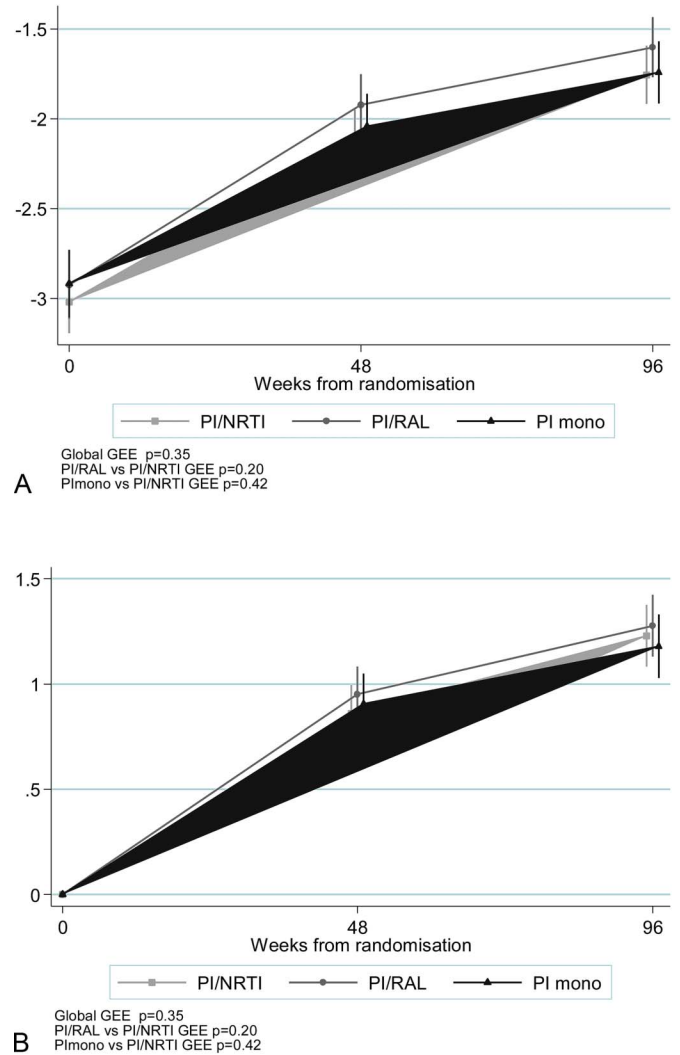 -1.5
-2
-2.5
-3
0 48 96
Weeks from randomisation
PI/NRTI PI/RAL PI mono
Global GEE p=0.35
PI/RAL vs PI/NRTI GEE p=0.20
PImono vs PI/NRTI GEE p=0.42
A
1.5
1
.5
0
0 48 96
Weeks from randomisation
PI/NRTI PI/RAL PI mono
Global GEE p=0.35
PI/RAL vs PI/NRTI GEE p=0.20
PImono vs PI/NRTI GEE p=0.42
B